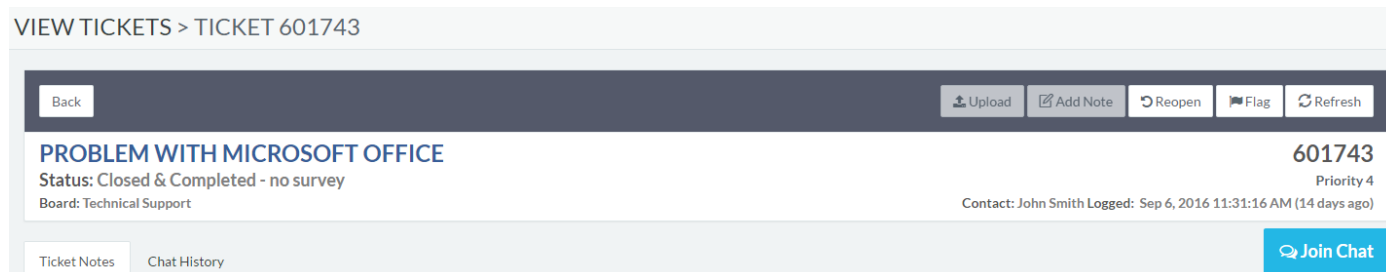 VIEW TICKETS > TICKET 601743
Back
Upload Add Note Reopen Flag Refresh
PROBLEM WITH MICROSOFT OFFICE
601743
Status: Closed & Completed - no survey
Priority 4
Board: Technical Support
Contact: John Smith Logged: Sep 6, 2016 11:31:16 AM (14 days ago)
Join Chat
Ticket Notes Chat History